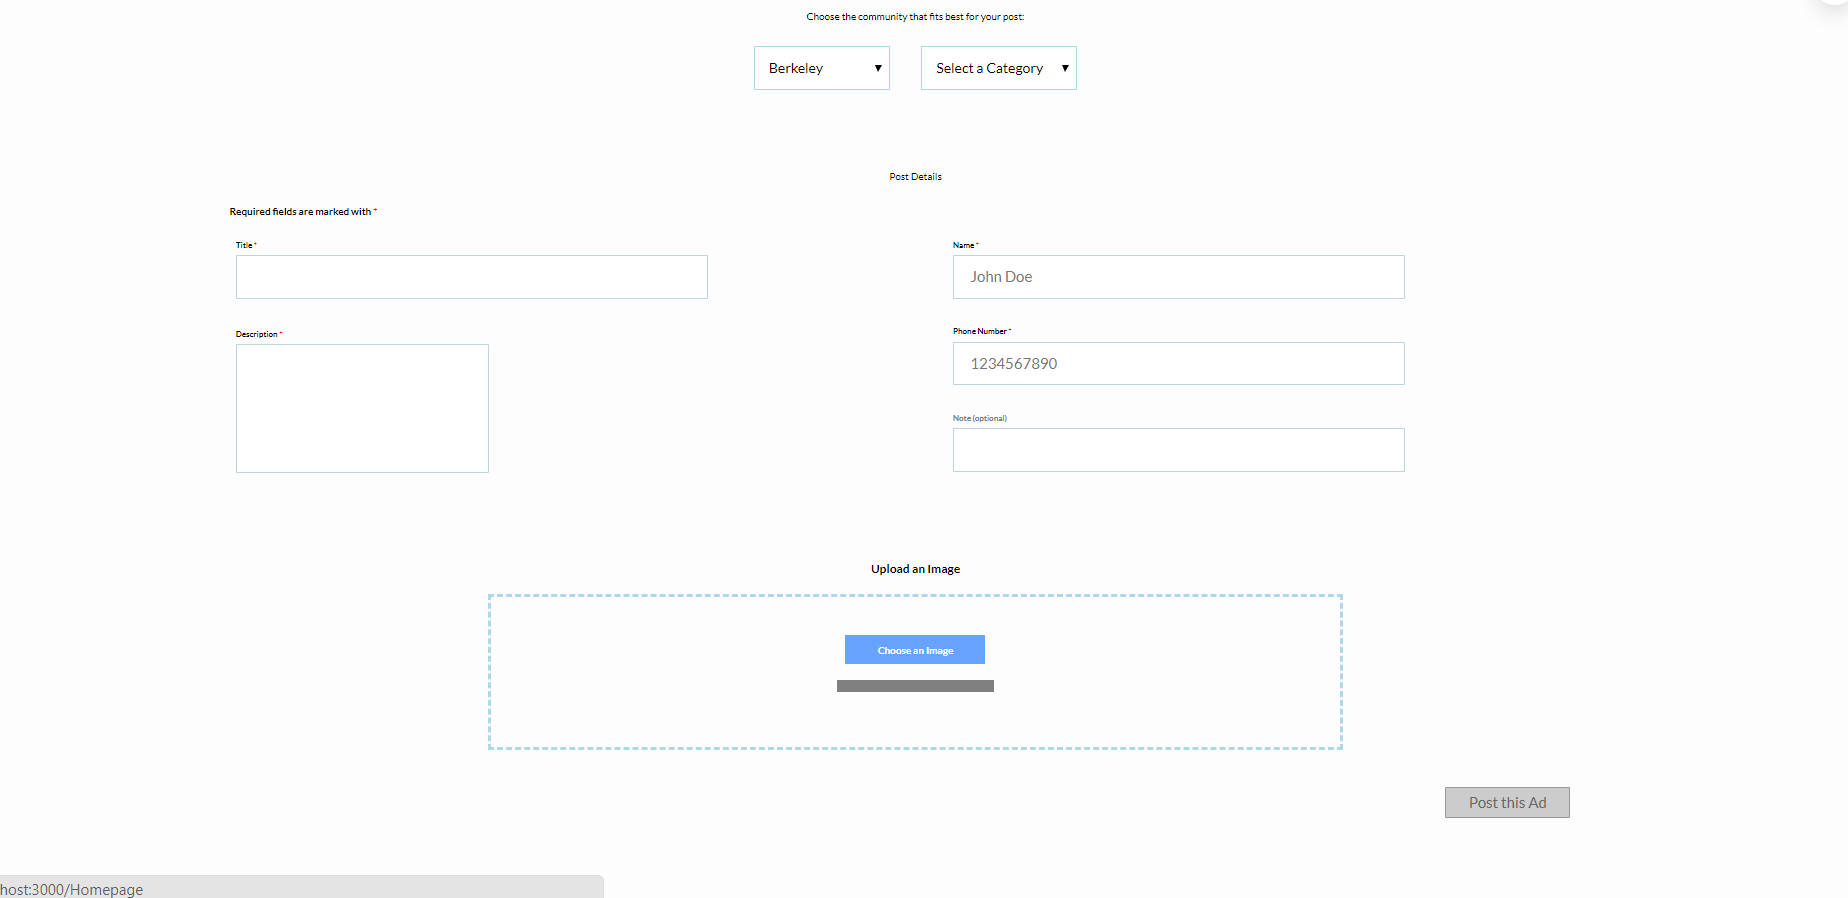 Choose the community that fits best for your post:
Berkeley
Select a Category
Post Details
Required fields are marked with *
Title *
Name *
John Doe
Description *
Phone Number *
1234567890
Note (optional)
Upload an Image
Choose an Image
Post this Ad
host:3000/Homepage